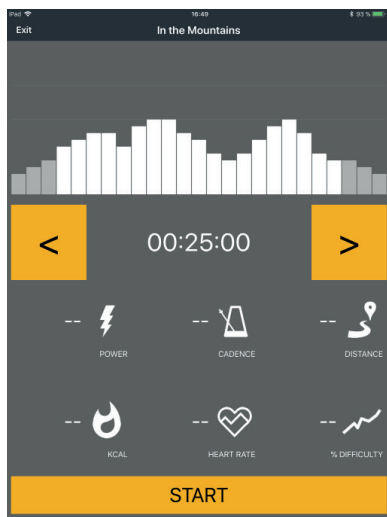 iPad 16:49 93 %
Exit In the Mountains
< 00:25:00 >
-- -- --
POWER CADENCE DISTANCE
-- -- --
KCAL HEART RATE % DIFFICULTY
START